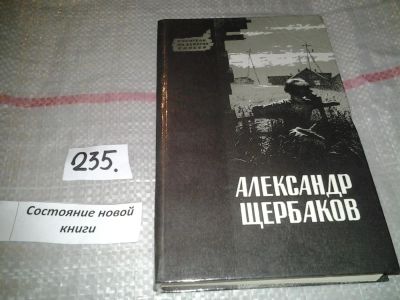 АЛЕКСАНДР
ЩЕРБАКОВ
235.
Состояние новой
книги